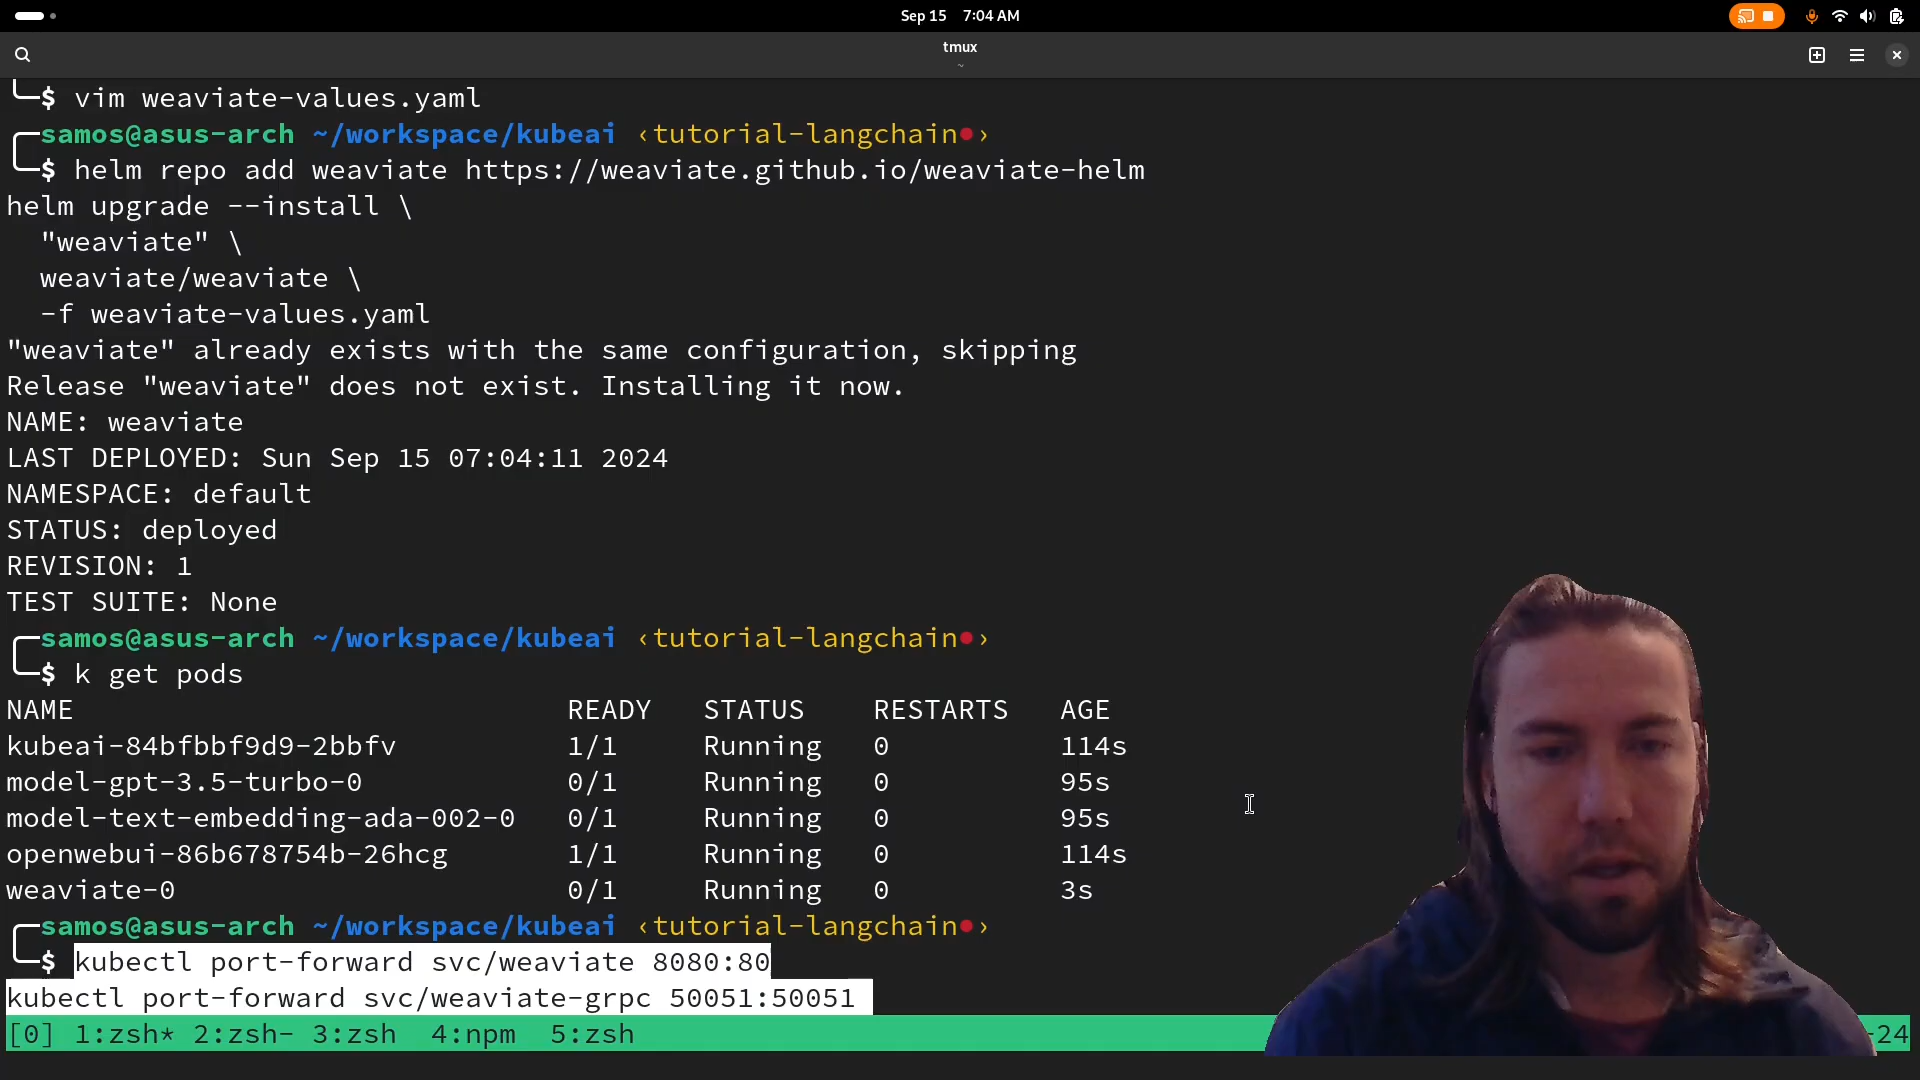 Sep 15 7:04 AM
tmux
~
$ vim weaviate-values.yaml
samos@asus-arch ~/workspace/kubeai ‹tutorial-langchain●›
$ helm repo add weaviate https://weaviate.github.io/weaviate-helm
helm upgrade --install \
"weaviate" \
weaviate/weaviate \
-f weaviate-values.yaml
"weaviate" already exists with the same configuration, skipping
Release "weaviate" does not exist. Installing it now.
NAME: weaviate
LAST DEPLOYED: Sun Sep 15 07:04:11 2024
NAMESPACE: default
STATUS: deployed
REVISION: 1
TEST SUITE: None
samos@asus-arch ~/workspace/kubeai ‹tutorial-langchain●›
$ k get pods
NAME READY STATUS RESTARTS AGE
kubeai-84bfbbf9d9-2bbfv 1/1 Running 0 114s
model-gpt-3.5-turbo-0 0/1 Running 0 95s
model-text-embedding-ada-002-0 0/1 Running 0 95s
openwebui-86b678754b-26hcg 1/1 Running 0 114s
weaviate-0 0/1 Running 0 3s
samos@asus-arch ~/workspace/kubeai ‹tutorial-langchain●›
$ kubectl port-forward svc/weaviate 8080:80
kubectl port-forward svc/weaviate-grpc 50051:50051
[0] 1:zsh* 2:zsh- 3:zsh 4:npm 5:zsh -24